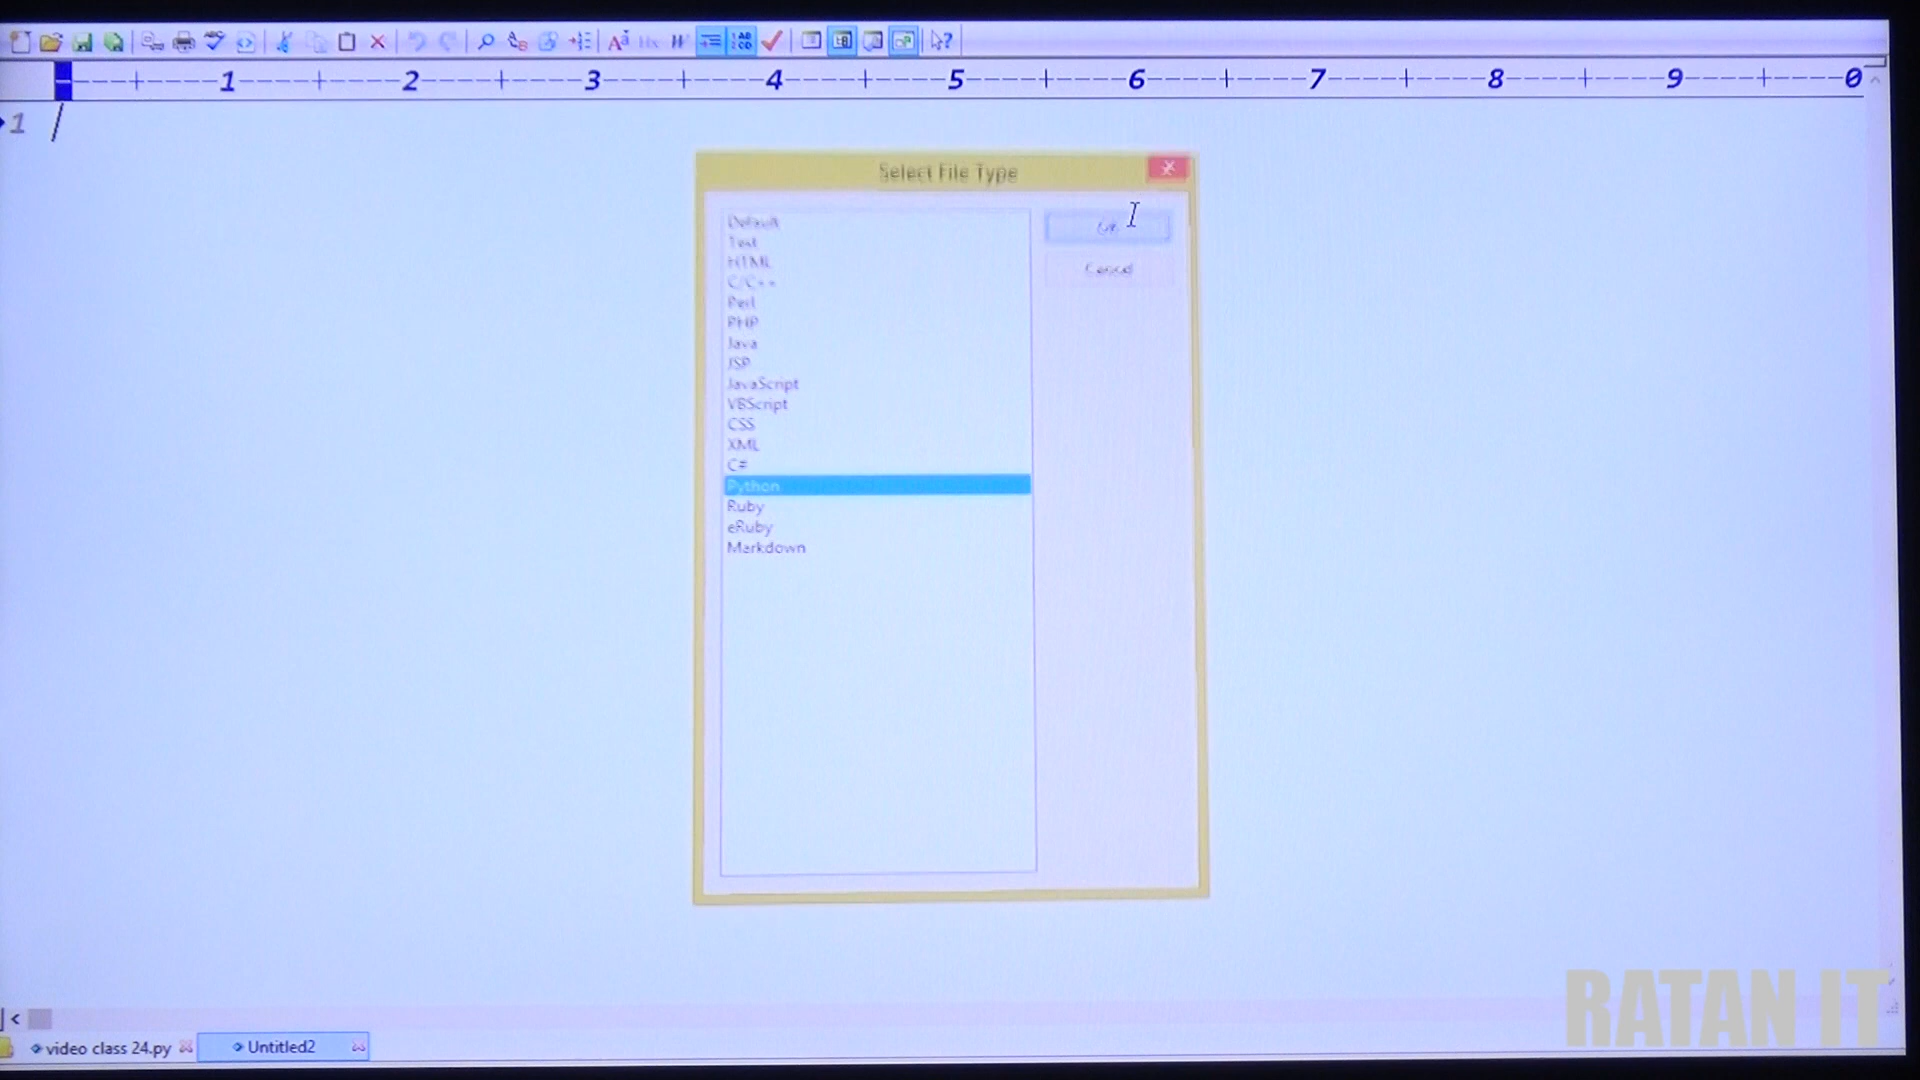 ----+----1----+----2----+----3----+----4----+----5----+----6----+----7----+----8----+----9----+----0
1
Select File Type
Default
Text
HTML
C/C++
Perl
PHP
Java
JSP
JavaScript
VBScript
CSS
XML
C#
Python
Ruby
eRuby
Markdown
OK
Cancel
video class 24.py
Untitled2
RATAN IT